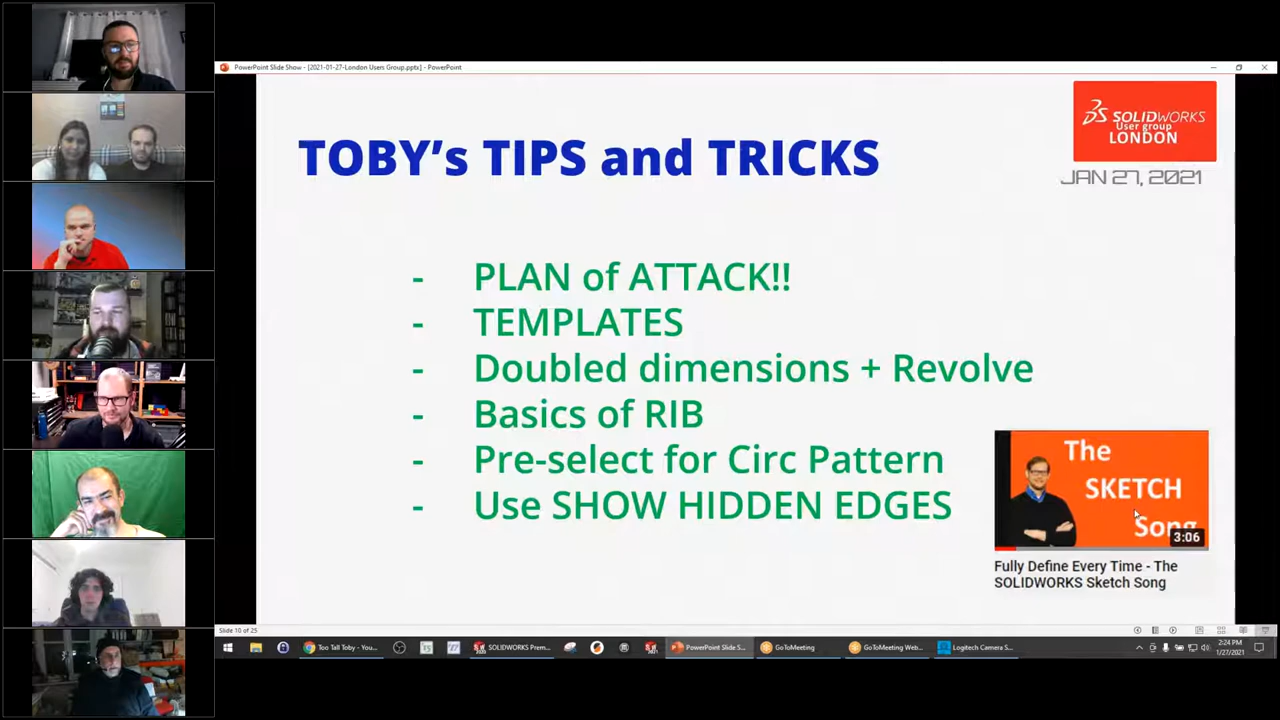 PowerPoint Slide Show - [2021-01-27-London Users Group.pptx] - PowerPoint
TOBY's TIPS and TRICKS
SOLIDWORKS
User group
LONDON
JAN 27, 2021
- PLAN of ATTACK!!
- TEMPLATES
- Doubled dimensions + Revolve
- Basics of RIB
- Pre-select for Circ Pattern
- Use SHOW HIDDEN EDGES
The
SKETCH
Song
3:06
Fully Define Every Time - The
SOLIDWORKS Sketch Song
Slide 10 of 25
Too Tall Toby - You...
SOLIDWORKS Prem...
PowerPoint Slide S...
GoToMeeting
GoToMeeting Web...
Logitech Camera S...
2:24 PM
1/27/2021